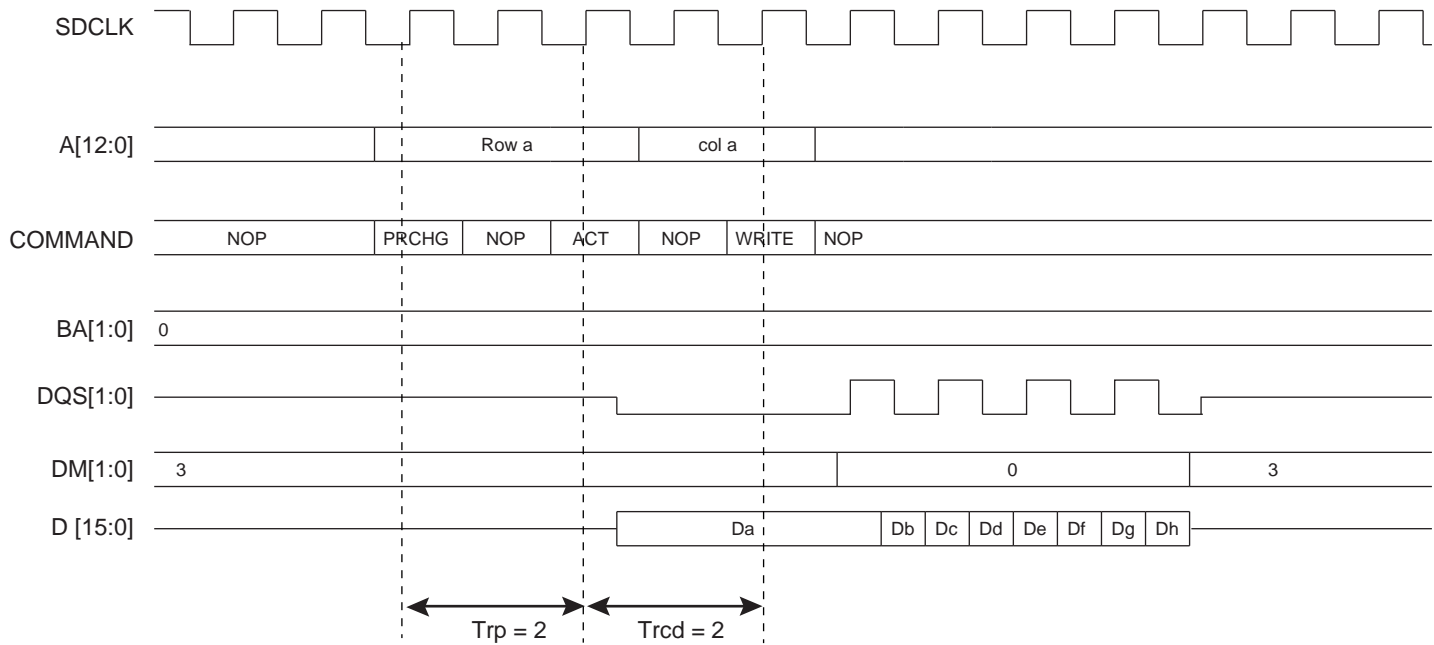 SDCLK
A[12:0] Row a col a
COMMAND NOP PRCHG NOP ACT NOP WRITE NOP
BA[1:0] 0
DQS[1:0]
DM[1:0] 3 0 3
D [15:0] Da Db Dc Dd De Df Dg Dh
Trp = 2 Trcd = 2